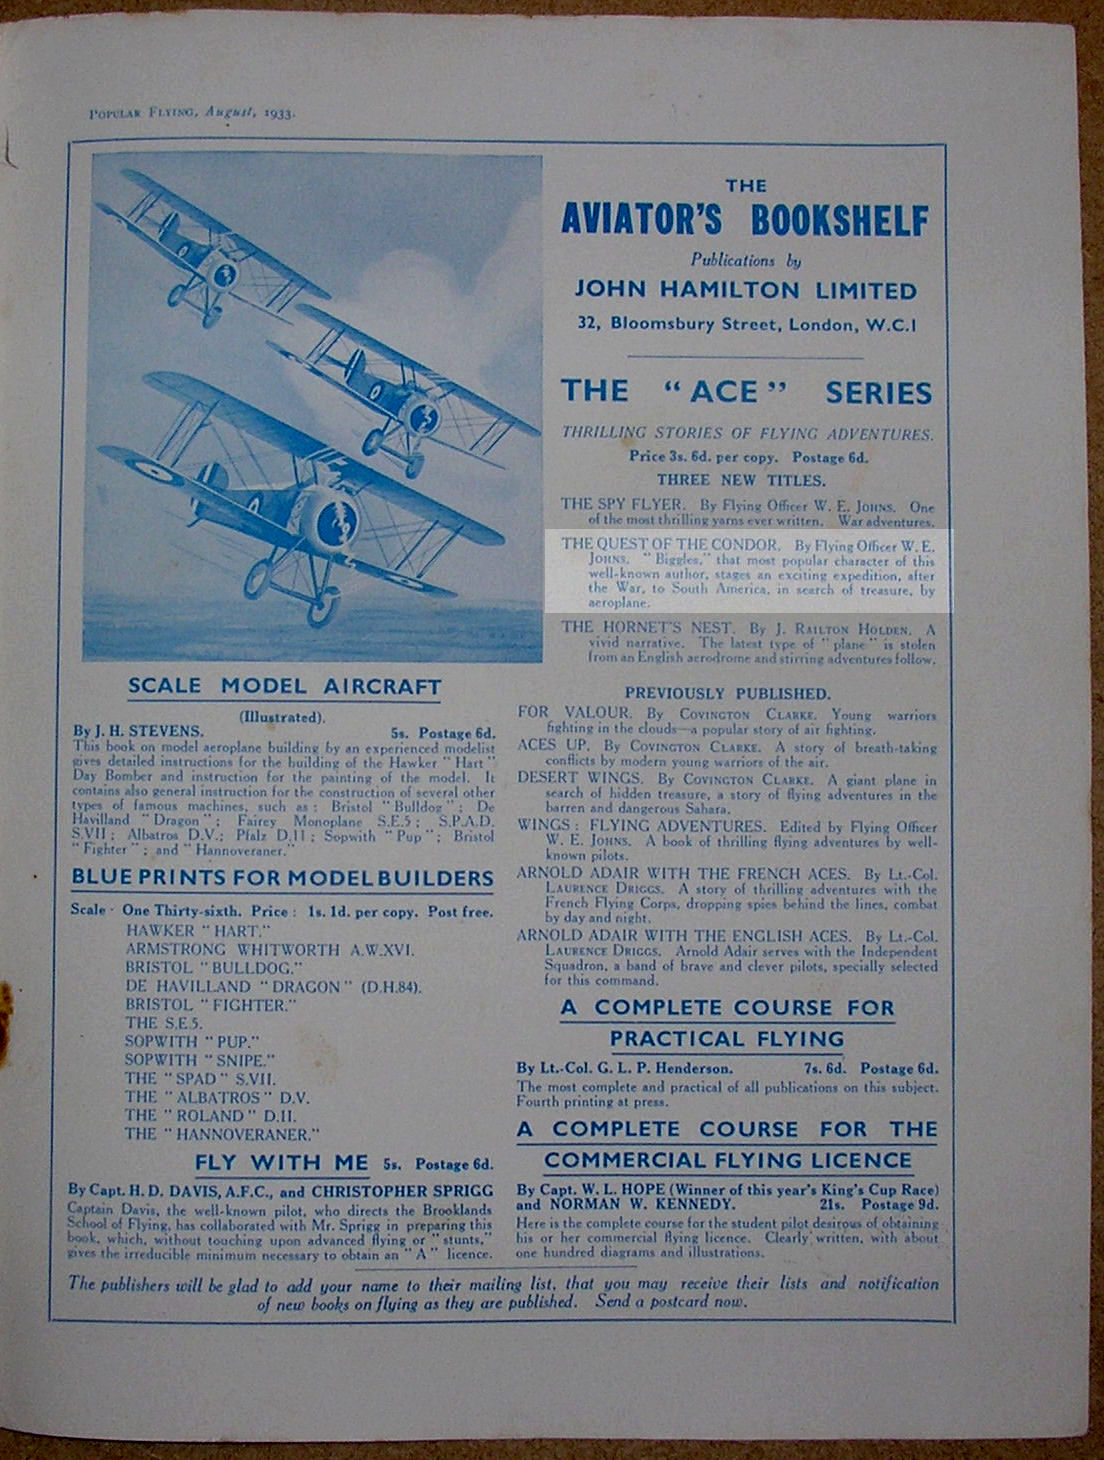 POPULAR FLYING, August, 1933.
THE
AVIATOR'S BOOKSHELF
Publications by
JOHN HAMILTON LIMITED
32, Bloomsbury Street, London, W.C.1
THE "ACE" SERIES
THRILLING STORIES OF FLYING ADVENTURES.
Price 3s. 6d. per copy. Postage 6d.
THREE NEW TITLES.
THE SPY FLYER. By Flying Officer W. E. JOHNS. One
of the most thrilling yarns ever written. War adventures.
THE QUEST OF THE CONDOR. By Flying Officer W. E.
JOHNS. "Biggles," that most popular character of this
well-known author, stages an exciting expedition, after
the War, to South America, in search of treasure, by
aeroplane.
THE HORNET'S NEST. By J. RAILTON HOLDEN. A
vivid narrative. The latest type of "plane" is stolen
from an English aerodrome and stirring adventures follow.
SCALE MODEL AIRCRAFT
(Illustrated).
By J. H. STEVENS. 5s. Postage 6d.
This book on model aeroplane building by an experienced modelist
gives detailed instructions for the building of the Hawker "Hart"
Day Bomber and instruction for the painting of the model. It
contains also general instruction for the construction of several other
types of famous machines, such as: Bristol "Bulldog"; De
Havilland "Dragon"; Fairey Monoplane S.E.5; S.P.A.D.
S.VII; Albatros D.V.; Pfalz D.11; Sopwith "Pup"; Bristol
"Fighter"; and "Hannoveraner."
BLUE PRINTS FOR MODEL BUILDERS
Scale - One Thirty-sixth. Price: 1s. 1d. per copy. Post free.
HAWKER "HART."
ARMSTRONG WHITWORTH A.W.XVI.
BRISTOL "BULLDOG."
DE HAVILLAND "DRAGON" (D.H.84).
BRISTOL "FIGHTER."
THE S.E.5.
SOPWITH "PUP."
SOPWITH "SNIPE."
THE "SPAD" S.VII.
THE "ALBATROS" D.V.
THE "ROLAND" D.II.
THE "HANNOVERANER."
FLY WITH ME 5s. Postage 6d.
By Capt. H. D. DAVIS, A.F.C., and CHRISTOPHER SPRIGG
Captain Davis, the well-known pilot, who directs the Brooklands
School of Flying, has collaborated with Mr. Sprigg in preparing this
book, which, without touching upon advanced flying or "stunts,"
gives the irreducible minimum necessary to obtain an "A" licence.
PREVIOUSLY PUBLISHED.
FOR VALOUR. By COVINGTON CLARKE. Young warriors
fighting in the clouds—a popular story of air fighting.
ACES UP. By COVINGTON CLARKE. A story of breath-taking
conflicts by modern young warriors of the air.
DESERT WINGS. By COVINGTON CLARKE. A giant plane in
search of hidden treasure, a story of flying adventures in the
barren and dangerous Sahara.
WINGS: FLYING ADVENTURES. Edited by Flying Officer
W. E. JOHNS. A book of thrilling flying adventures by well-
known pilots.
ARNOLD ADAIR WITH THE FRENCH ACES. By Lt.-Col.
LAURENCE DRIGGS. A story of thrilling adventures with the
French Flying Corps, dropping spies behind the lines, combat
by day and night.
ARNOLD ADAIR WITH THE ENGLISH ACES. By Lt.-Col.
LAURENCE DRIGGS. Arnold Adair serves with the Independent
Squadron, a band of brave and clever pilots, specially selected
for this command.
A COMPLETE COURSE FOR
PRACTICAL FLYING
By Lt.-Col. G. L. P. Henderson. 7s. 6d. Postage 6d.
The most complete and practical of all publications on this subject.
Fourth printing at press.
A COMPLETE COURSE FOR THE
COMMERCIAL FLYING LICENCE
By Capt. W. L. HOPE (Winner of this year's King's Cup Race)
and NORMAN W. KENNEDY. 21s. Postage 9d.
Here is the complete course for the student pilot desirous of obtaining
his or her commercial flying licence. Clearly written, with about
one hundred diagrams and illustrations.
The publishers will be glad to add your name to their mailing list, that you may receive their lists and notification
of new books on flying as they are published. Send a postcard now.